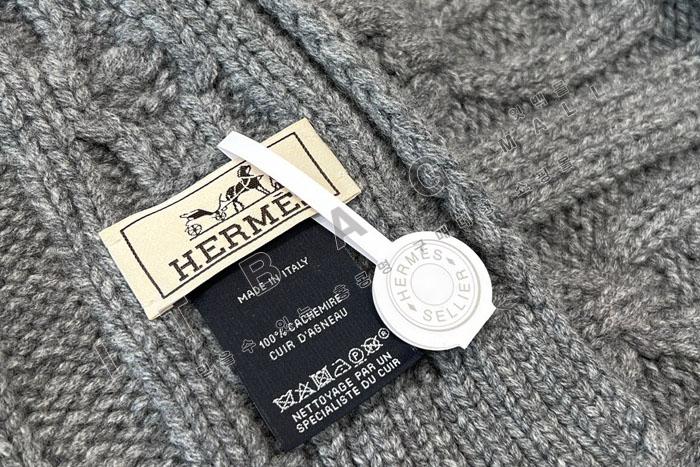 HERMES
MADE IN ITALY
100% CACHEMIRE
CUIR D'AGNEAU
NETTOYAGE PAR UN
SPECIALISTE DU CUIR
HERMES
SELLIER